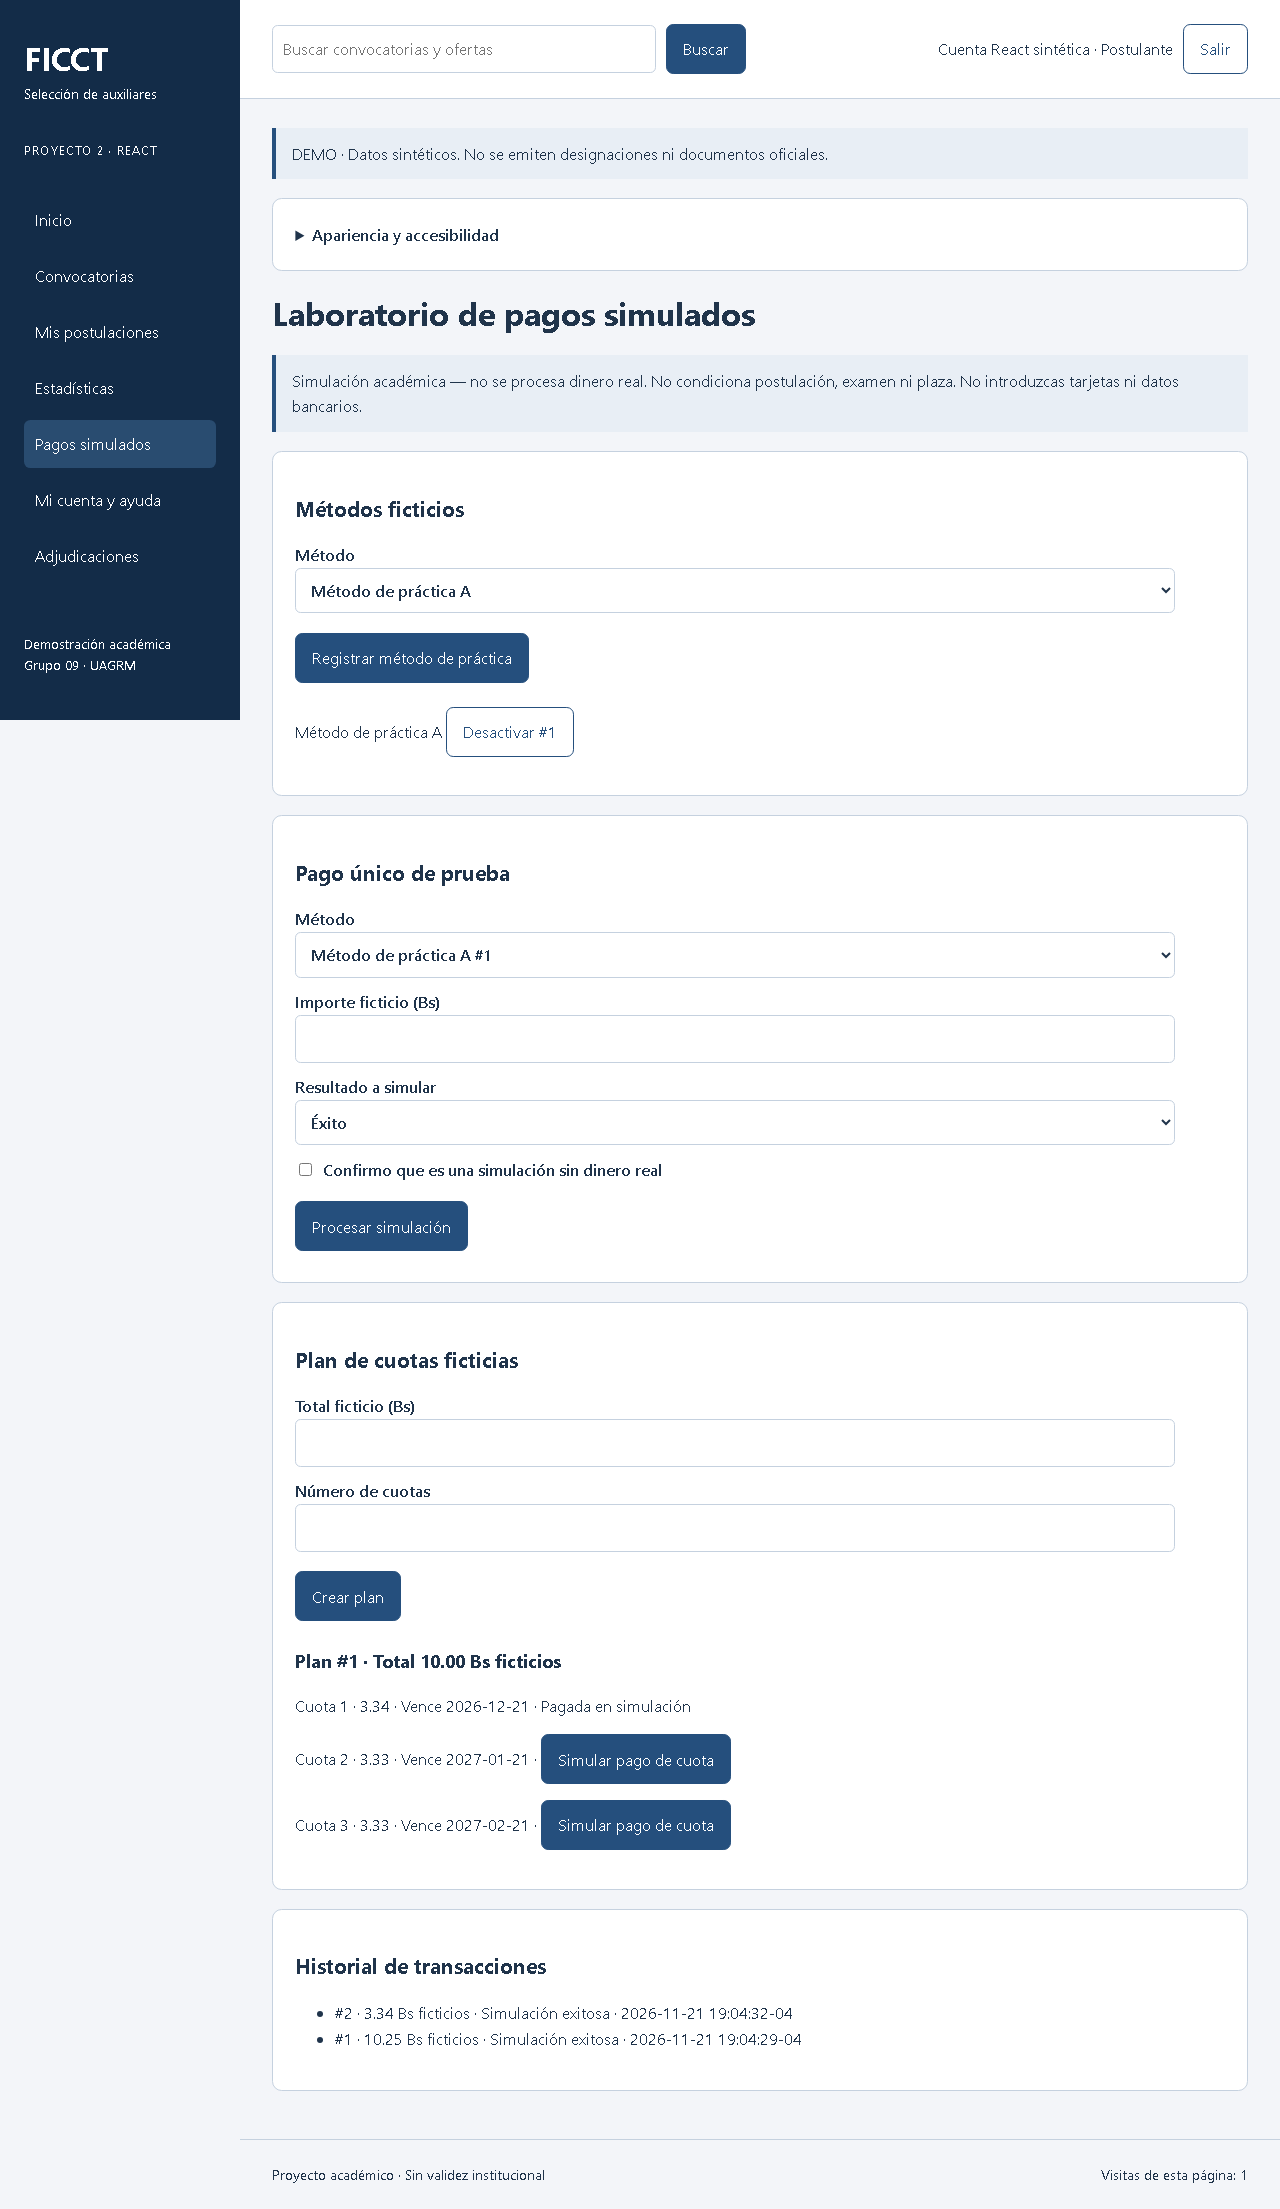 FICCT
Selección de auxiliares
PROYECTO 2 · REACT
Inicio
Convocatorias
Mis postulaciones
Estadísticas
Pagos simulados
Mi cuenta y ayuda
Adjudicaciones
Demostración académica
Grupo 09 · UAGRM
Buscar convocatorias y ofertas
Buscar
Cuenta React sintética · Postulante
Salir
DEMO · Datos sintéticos. No se emiten designaciones ni documentos oficiales.
Apariencia y accesibilidad
Laboratorio de pagos simulados
Simulación académica — no se procesa dinero real. No condiciona postulación, examen ni plaza. No introduzcas tarjetas ni datos
bancarios.
Métodos ficticios
Método
Método de práctica A
Registrar método de práctica
Método de práctica A
Desactivar #1
Pago único de prueba
Método
Método de práctica A #1
Importe ficticio (Bs)
Resultado a simular
Éxito
Confirmo que es una simulación sin dinero real
Procesar simulación
Plan de cuotas ficticias
Total ficticio (Bs)
Número de cuotas
Crear plan
Plan #1 · Total 10.00 Bs ficticios
Cuota 1 · 3.34 · Vence 2026-12-21 · Pagada en simulación
Cuota 2 · 3.33 · Vence 2027-01-21 · Simular pago de cuota
Cuota 3 · 3.33 · Vence 2027-02-21 · Simular pago de cuota
Historial de transacciones
#2 · 3.34 Bs ficticios · Simulación exitosa · 2026-11-21 19:04:32-04
#1 · 10.25 Bs ficticios · Simulación exitosa · 2026-11-21 19:04:29-04
Proyecto académico · Sin validez institucional
Visitas de esta página: 1